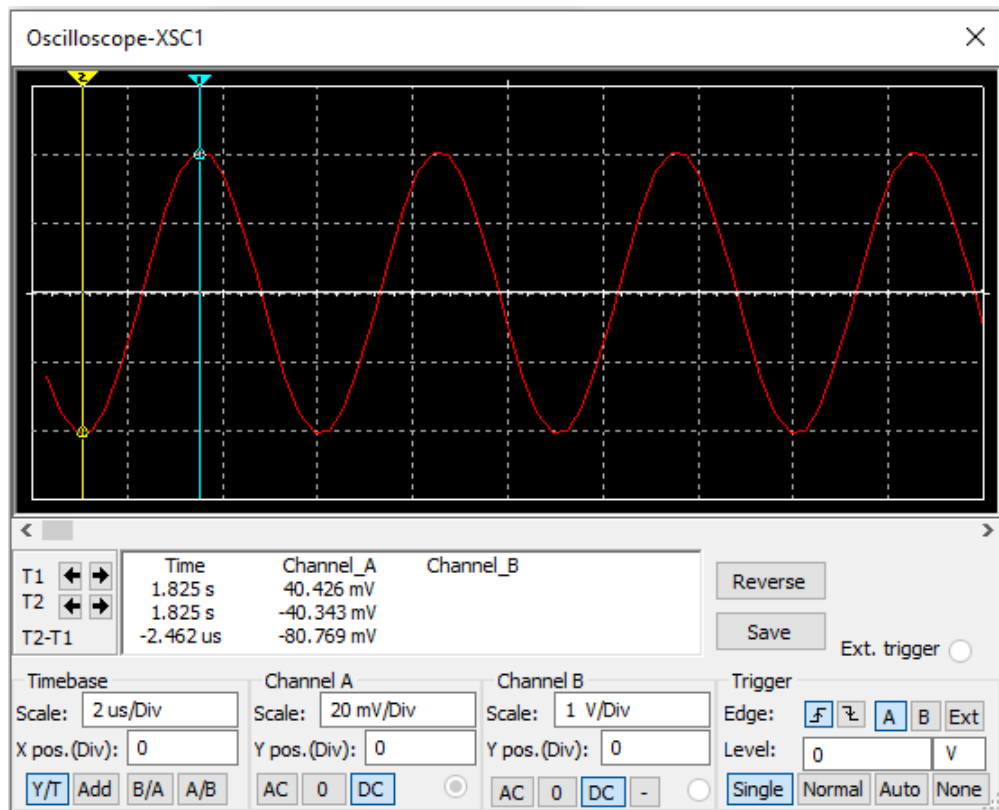 Oscilloscope-XSC1
2 1
T1
T2
T2-T1
Time Channel_A Channel_B
1.825 s 40.426 mV
1.825 s -40.343 mV
-2.462 us -80.769 mV
Reverse
Save
Ext. trigger
Timebase
Scale: 2 us/Div
X pos.(Div): 0
Y/T Add B/A A/B
Channel A
Scale: 20 mV/Div
Y pos.(Div): 0
AC 0 DC
Channel B
Scale: 1 V/Div
Y pos.(Div): 0
AC 0 DC -
Trigger
Edge: A B Ext
Level: 0 V
Single Normal Auto None